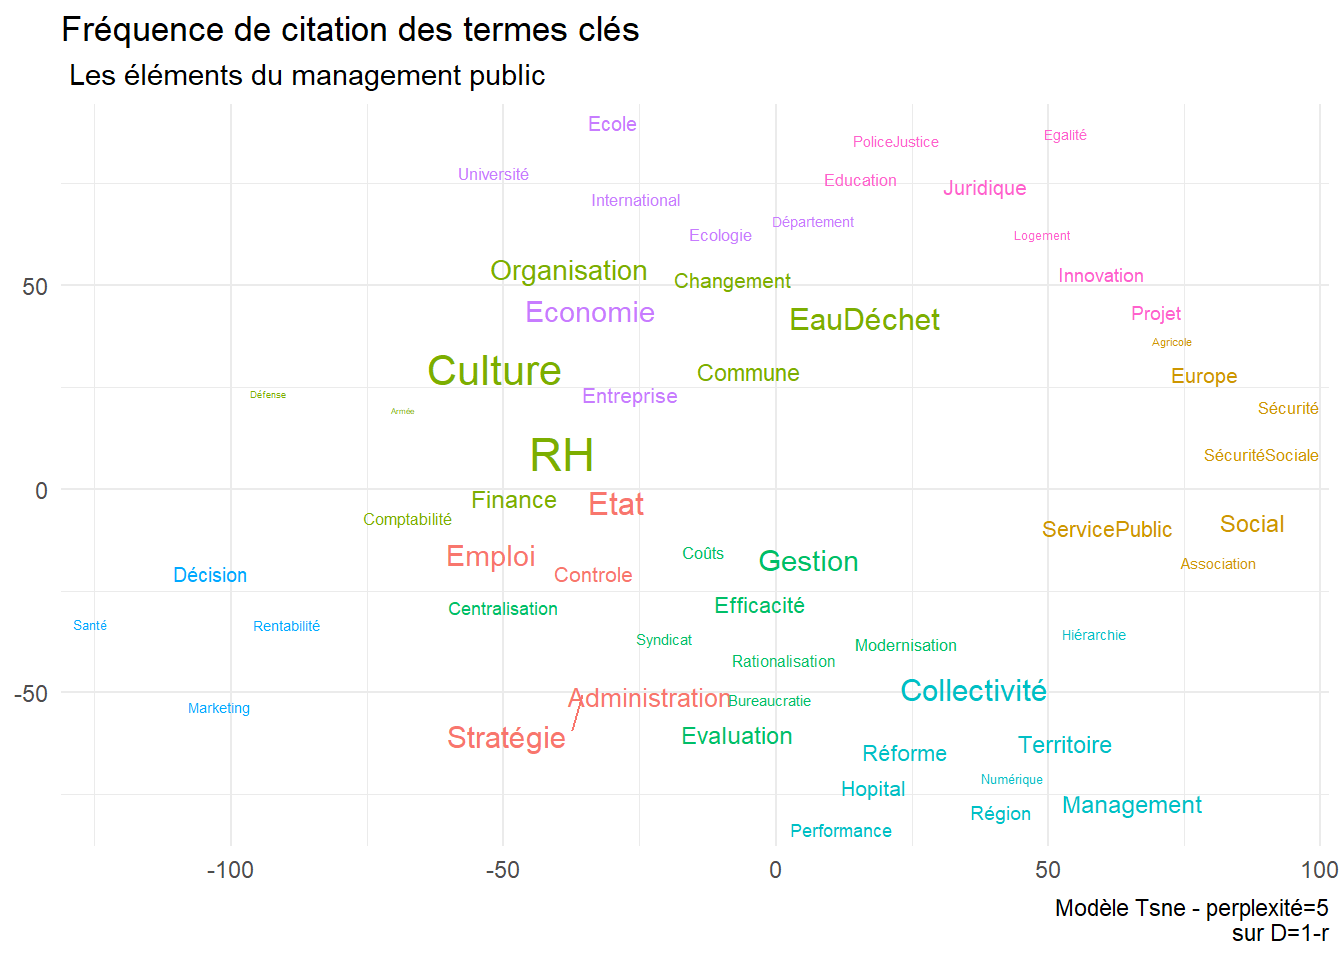 Fréquence de citation des termes clés
Les éléments du management public
Ecole
PoliceJustice
Egalité
Université
Education
Juridique
International
Département
Ecologie
Logement
Organisation
Changement
Innovation
50
Economie
EauDéchet
Projet
Agricole
Culture
Commune
Europe
Défense
Entreprise
Armée
Sécurité
RH
SécuritéSociale
0
Finance
Etat
Comptabilité
ServicePublic
Social
Emploi
Coûts
Gestion
Association
Décision
Controle
Centralisation
Efficacité
Santé
Rentabilité
Syndicat
Modernisation
Hiérarchie
Rationalisation
-50
Administration
Bureaucratie
Collectivité
Marketing
Stratégie
Evaluation
Réforme
Territoire
Hopital
Numérique
Management
Région
Performance
-100 -50 0 50 100
Modèle Tsne - perplexité=5
sur D=1-r